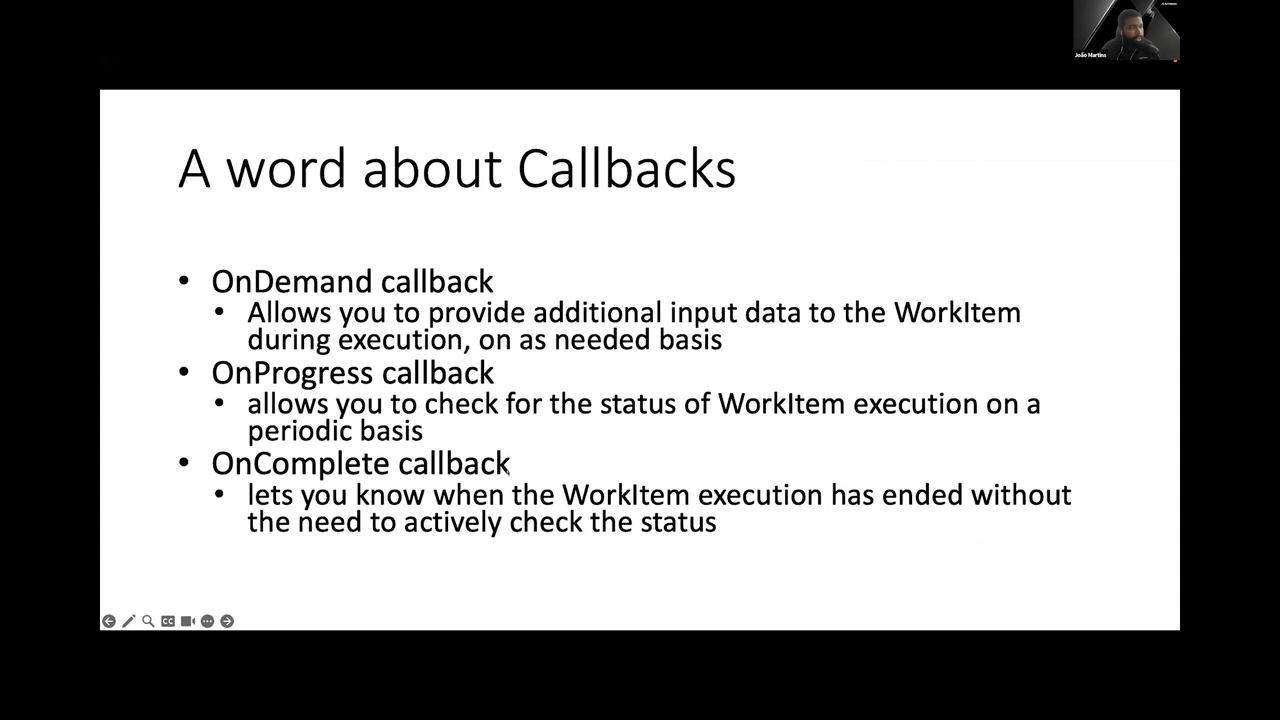 João Martins
A word about Callbacks
• OnDemand callback
• Allows you to provide additional input data to the WorkItem
during execution, on as needed basis
• OnProgress callback
• allows you to check for the status of WorkItem execution on a
periodic basis
• OnComplete callback
• lets you know when the WorkItem execution has ended without
the need to actively check the status
CC